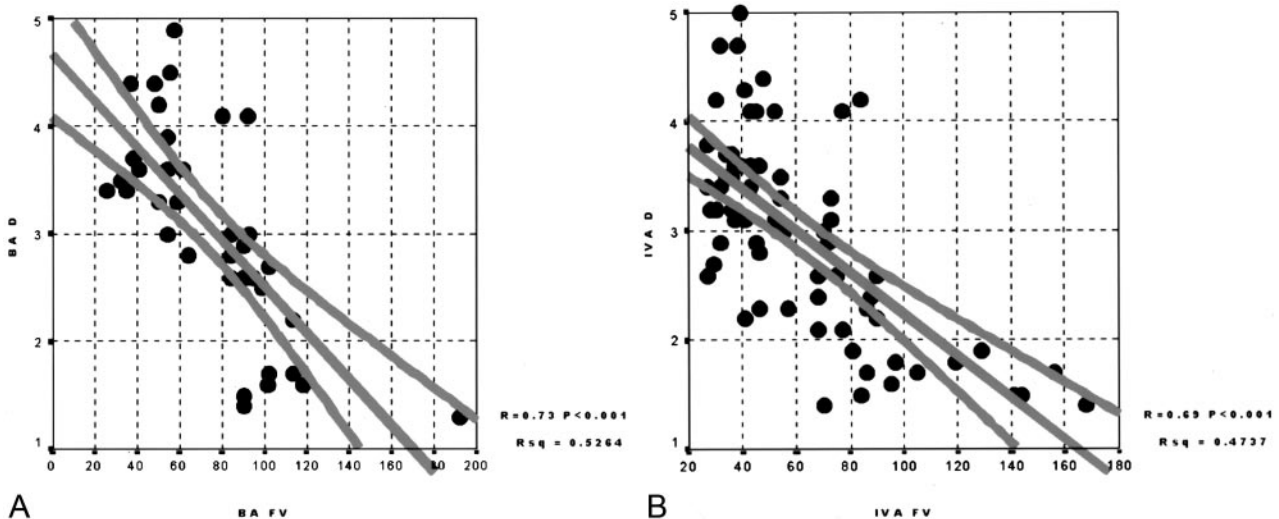 5
4
3
2
1
BA D
0 20 40 60 80 100 120 140 160 180 200
BA FV
R=0.73 P<0.001
Rsq = 0.5264
A
5
4
3
2
1
IVA D
20 40 60 80 100 120 140 160 180
IVA FV
R=0.69 P<0.001
Rsq = 0.4737
B